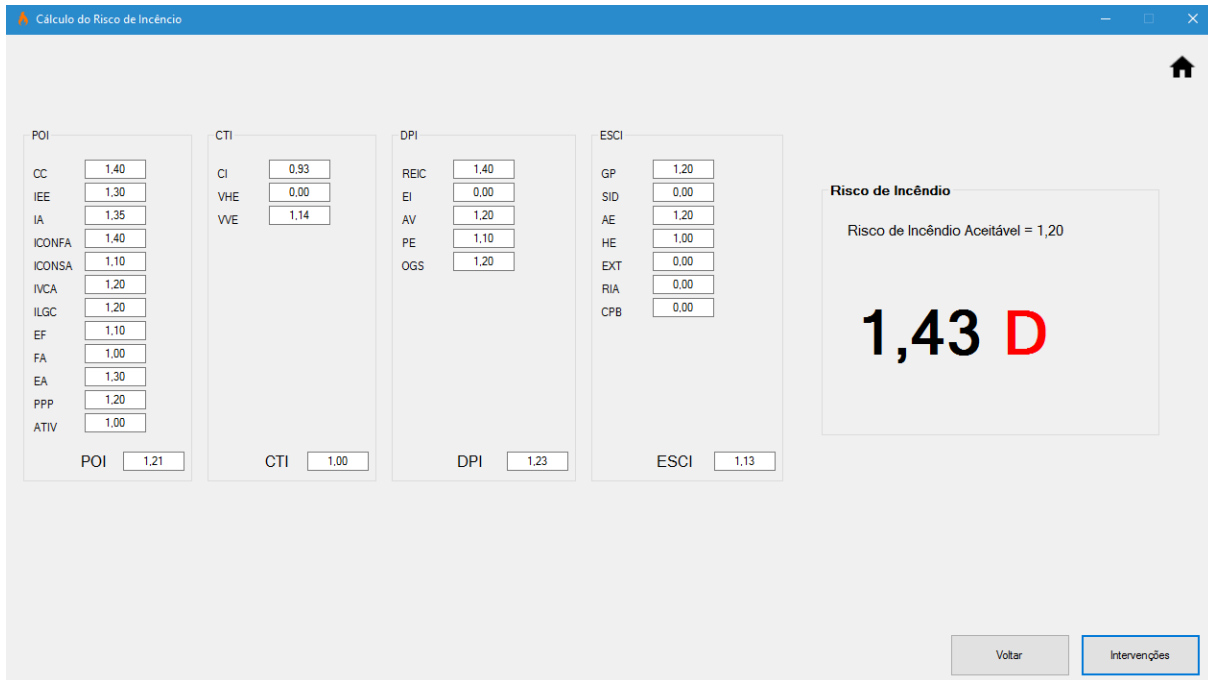 Cálculo do Risco de Incêncio
POI
CC 1,40
IEE 1,30
IA 1,35
ICONFA 1,40
ICONSA 1,10
IVCA 1,20
ILGC 1,20
EF 1,10
FA 1,00
EA 1,30
PPP 1,20
ATIV 1,00
POI 1,21
CTI
CI 0,93
VHE 0,00
VVE 1,14
CTI 1,00
DPI
REIC 1,40
EI 0,00
AV 1,20
PE 1,10
OGS 1,20
DPI 1,23
ESCI
GP 1,20
SID 0,00
AE 1,20
HE 1,00
EXT 0,00
RIA 0,00
CPB 0,00
ESCI 1,13
Risco de Incêndio
Risco de Incêndio Aceitável = 1,20
1,43 D
Voltar
Intervenções